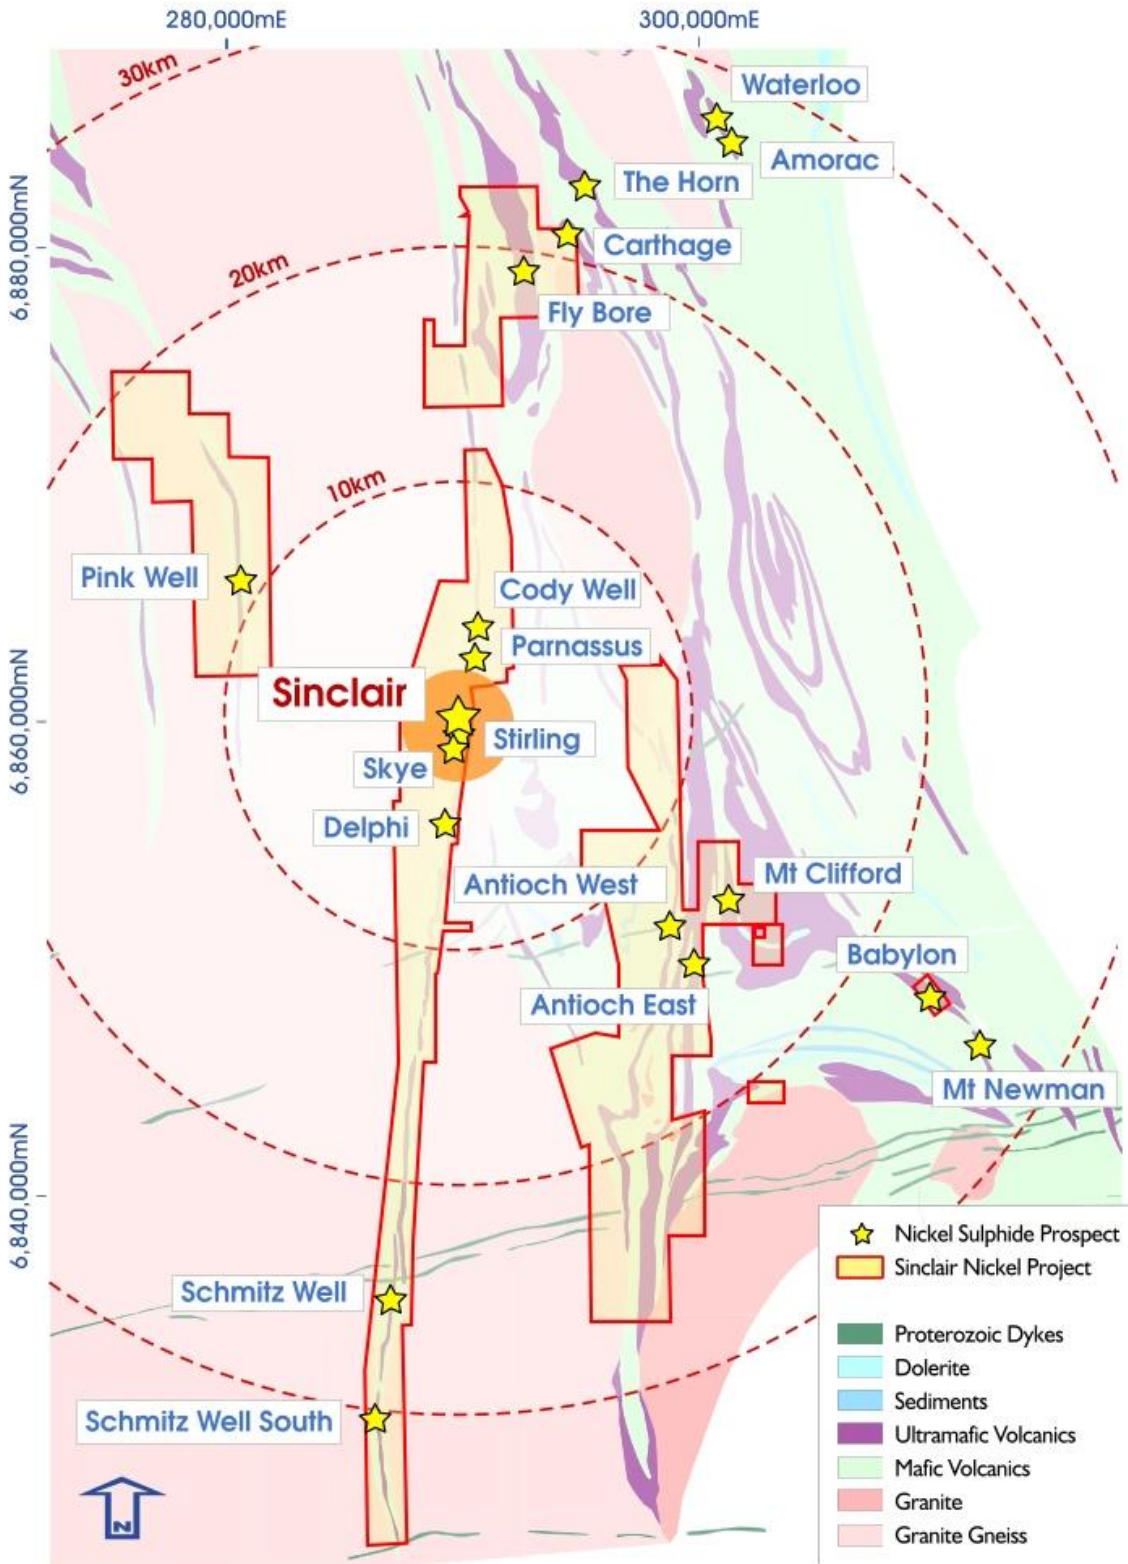 280,000mE
300,000mE
30km
Waterloo
Amorac
The Horn
Carthage
6,880,000mN
20km
Fly Bore
10km
Pink Well
Cody Well
Parnassus
6,860,000mN
Sinclair
Stirling
Skye
Delphi
Antioch West
Mt Clifford
Babylon
Antioch East
Mt Newman
6,840,000mN
Schmitz Well
Schmitz Well South
N
Nickel Sulphide Prospect
Sinclair Nickel Project
Proterozoic Dykes
Dolerite
Sediments
Ultramafic Volcanics
Mafic Volcanics
Granite
Granite Gneiss